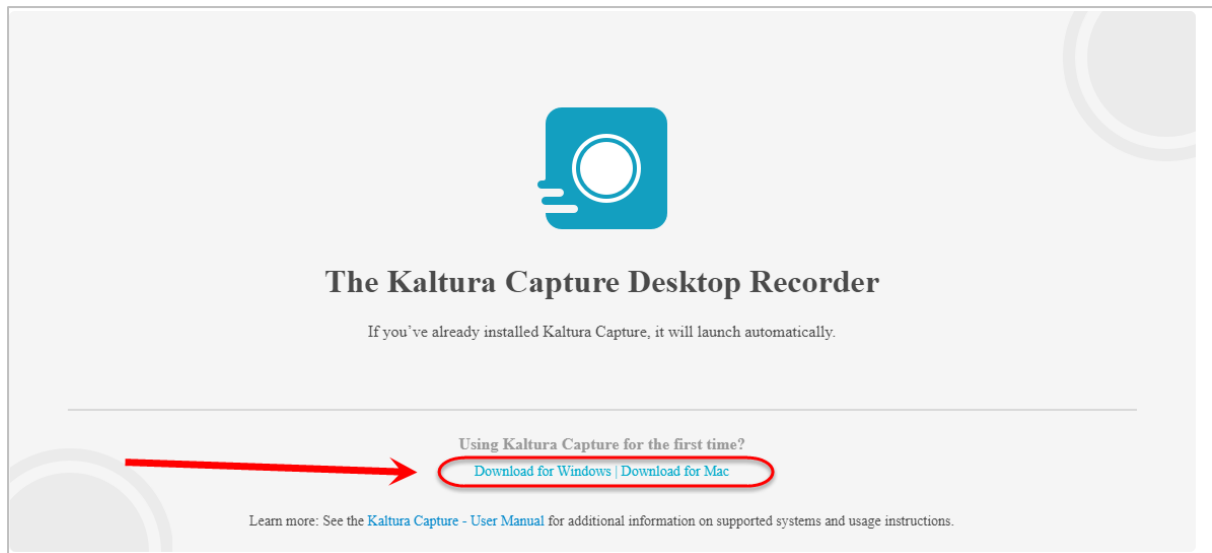 The Kaltura Capture Desktop Recorder
If you’ve already installed Kaltura Capture, it will launch automatically.
Using Kaltura Capture for the first time?
Download for Windows | Download for Mac
Learn more: See the Kaltura Capture - User Manual for additional information on supported systems and usage instructions.